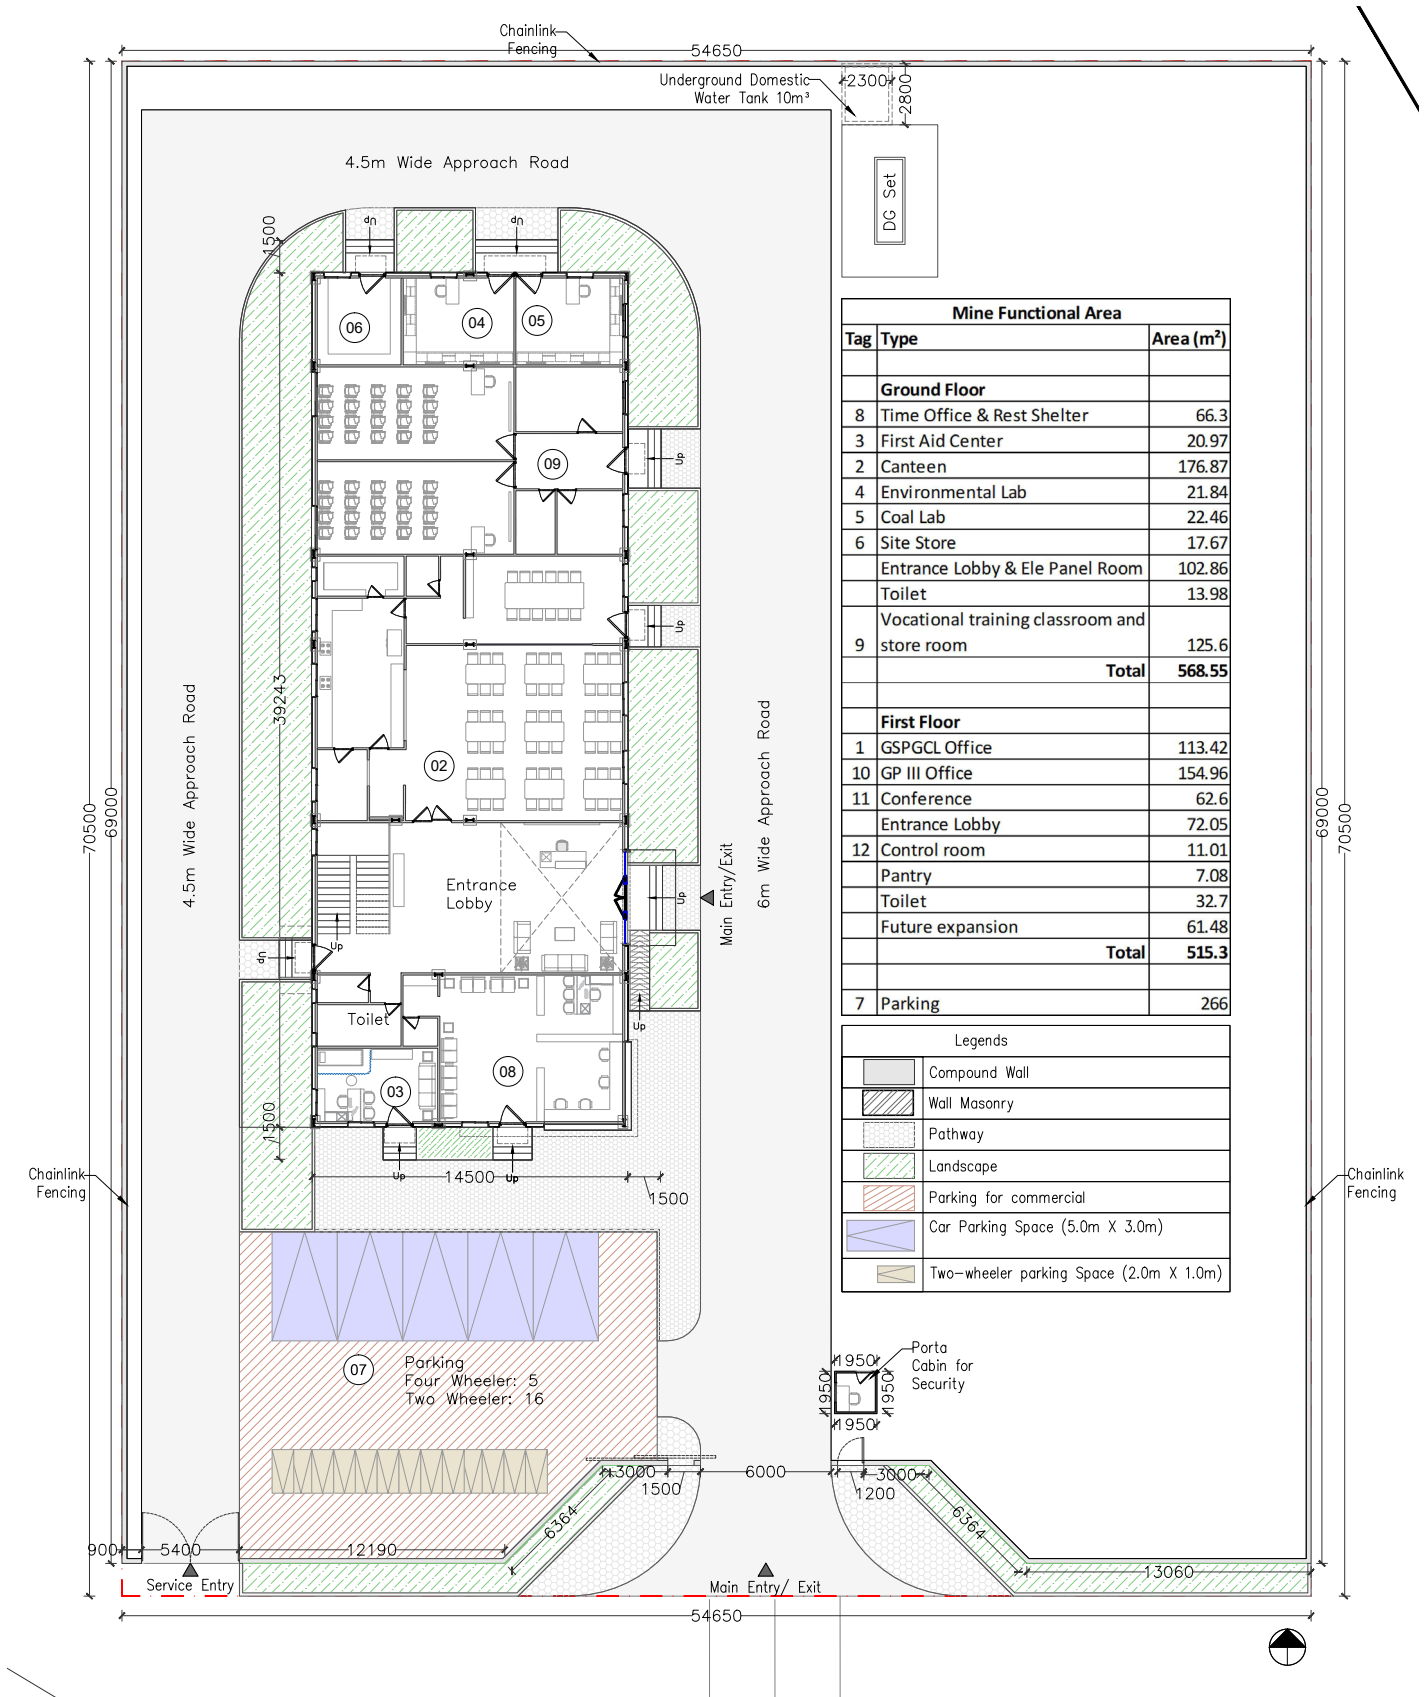 Chainlink
Fencing
54650
Underground Domestic
Water Tank 10m³
2300
2800
4.5m Wide Approach Road
DG Set
1500
Up
Up
06
04
05
Mine Functional Area
Tag Type Area (m²)
Ground Floor
8 Time Office & Rest Shelter 66.3
3 First Aid Center 20.97
2 Canteen 176.87
4 Environmental Lab 21.84
5 Coal Lab 22.46
6 Site Store 17.67
Entrance Lobby & Ele Panel Room 102.86
Toilet 13.98
Vocational training classroom and
9 store room 125.6
Total 568.55
First Floor
1 GSPGCL Office 113.42
10 GP III Office 154.96
11 Conference 62.6
Entrance Lobby 72.05
12 Control room 11.01
Pantry 7.08
Toilet 32.7
Future expansion 61.48
Total 515.3
7 Parking 266
09
Up
Up
39243
4.5m Wide Approach Road
70500
69000
02
6m Wide Approach Road
69000
70500
Entrance
Lobby
Up
Main Entry/Exit
Up
Up
Up
Toilet
03
08
1500
Up
Up
14500
1500
Legends
Compound Wall
Wall Masonry
Pathway
Landscape
Parking for commercial
Car Parking Space (5.0m X 3.0m)
Two-wheeler parking Space (2.0m X 1.0m)
Chainlink
Fencing
Chainlink
Fencing
07
Parking
Four Wheeler: 5
Two Wheeler: 16
Porta
Cabin for
Security
1950
1950
1950
1950
3000
1500
6000
3000
1200
6364
6364
900
5400
12190
13060
Service Entry
Main Entry/ Exit
54650